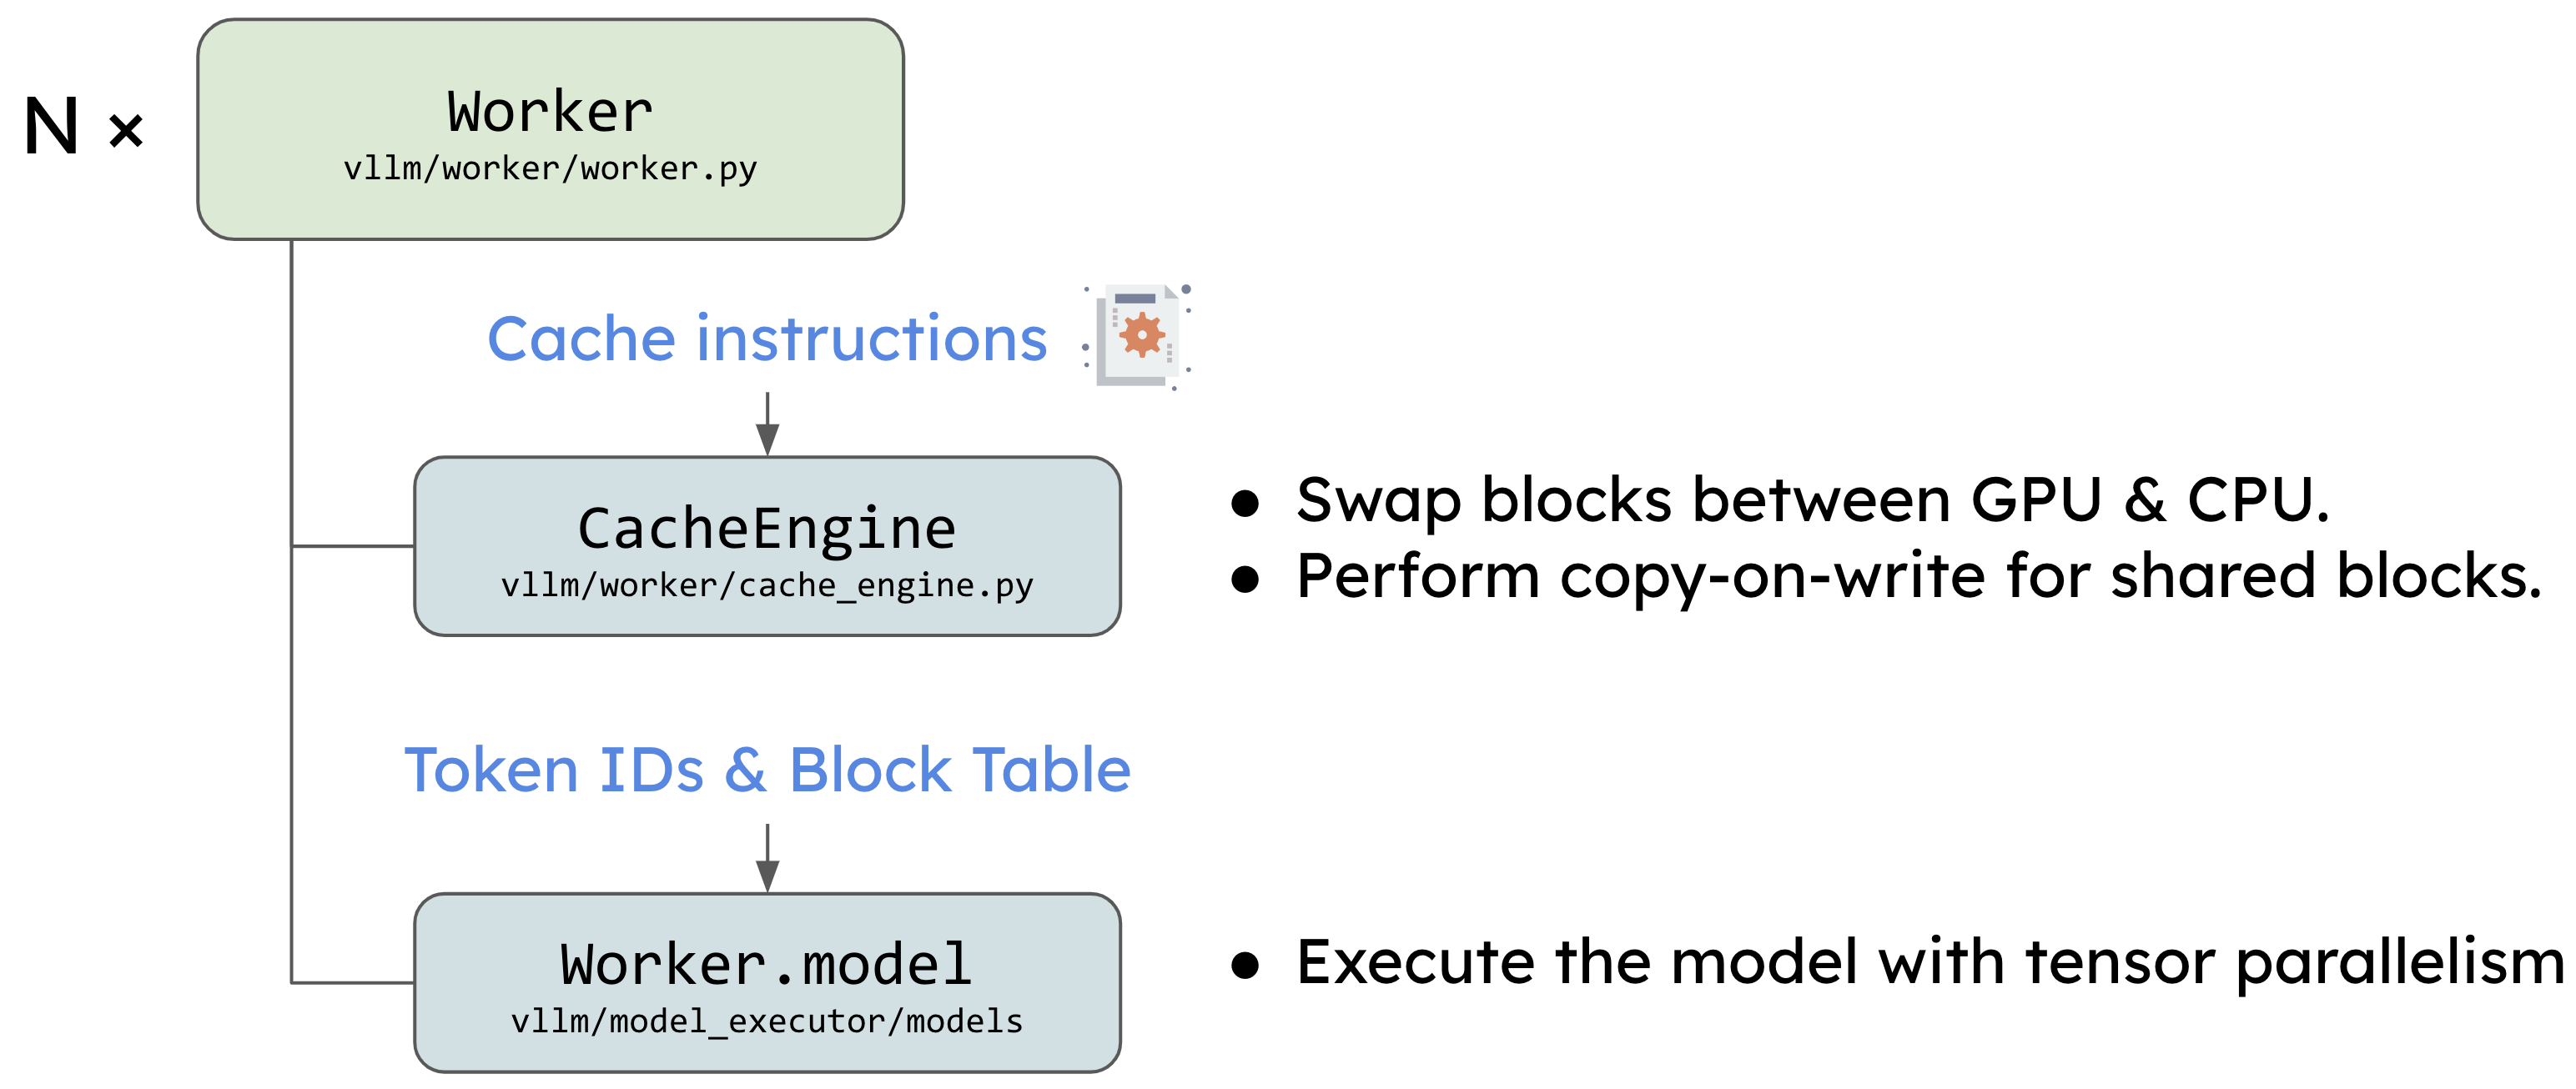 N ×
Worker
vllm/worker/worker.py
Cache instructions
CacheEngine
vllm/worker/cache_engine.py
● Swap blocks between GPU & CPU.
● Perform copy-on-write for shared blocks.
Token IDs & Block Table
Worker.model
vllm/model_executor/models
● Execute the model with tensor parallelism